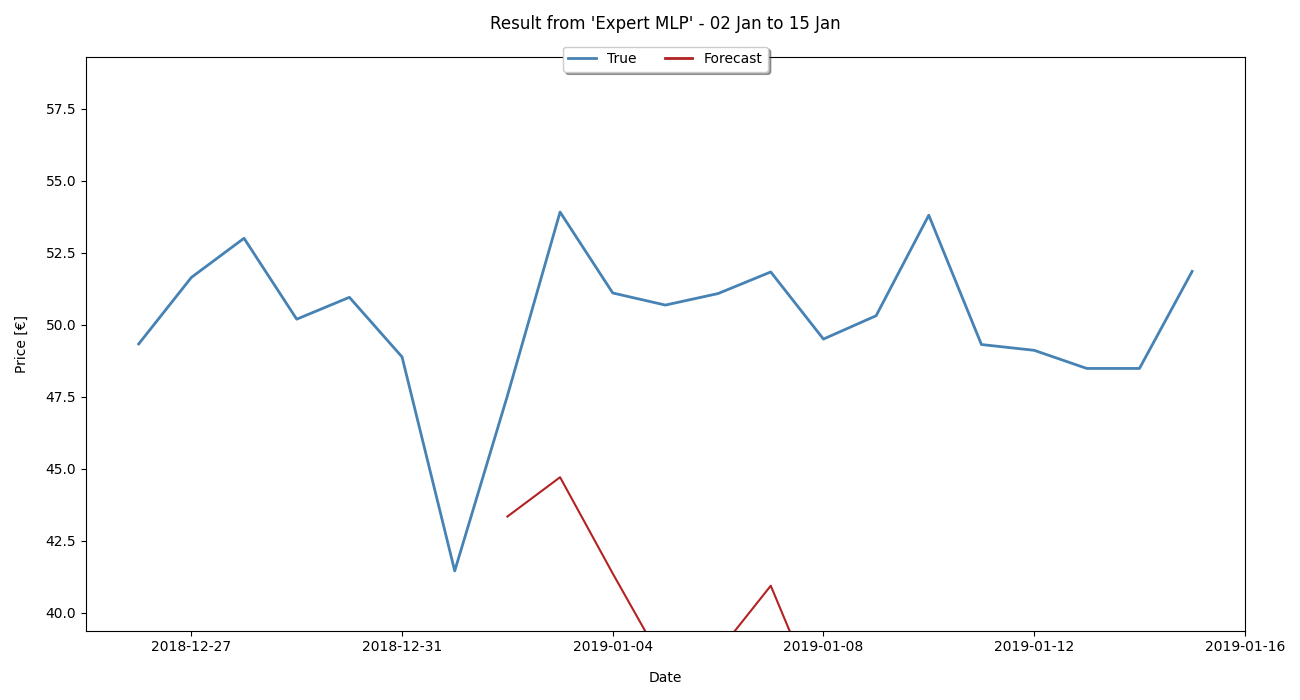 Result from 'Expert MLP' - 02 Jan to 15 Jan
True Forecast
57.5
55.0
52.5
50.0
47.5
45.0
42.5
40.0
Price [€]
2018-12-27 2018-12-31 2019-01-04 2019-01-08 2019-01-12 2019-01-16
Date